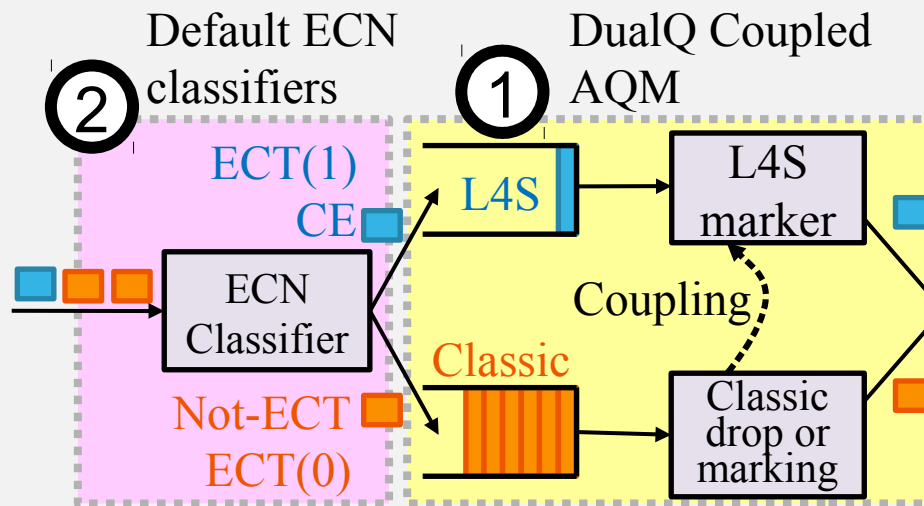 Default ECN
classifiers
2
DualQ Coupled
AQM
1
ECT(1)
CE
L4S
L4S
marker
ECN
Classifier
Coupling
Classic
Not-ECT
ECT(0)
Classic
drop or
marking